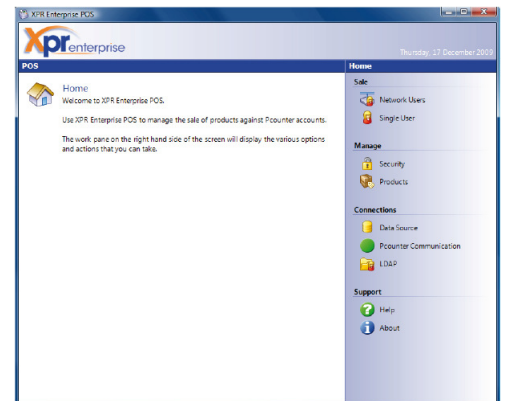 XPR Enterprise POS
Xpr enterprise
Thursday, 17 December 2009
POS
Home
Home
Welcome to XPR Enterprise POS.
Use XPR Enterprise POS to manage the sale of products against Pcounter accounts.
The work pane on the right hand side of the screen will display the various options
and actions that you can take.
Sale
Network Users
Single User
Manage
Security
Products
Connections
Data Source
Pcounter Communication
LDAP
Support
Help
About